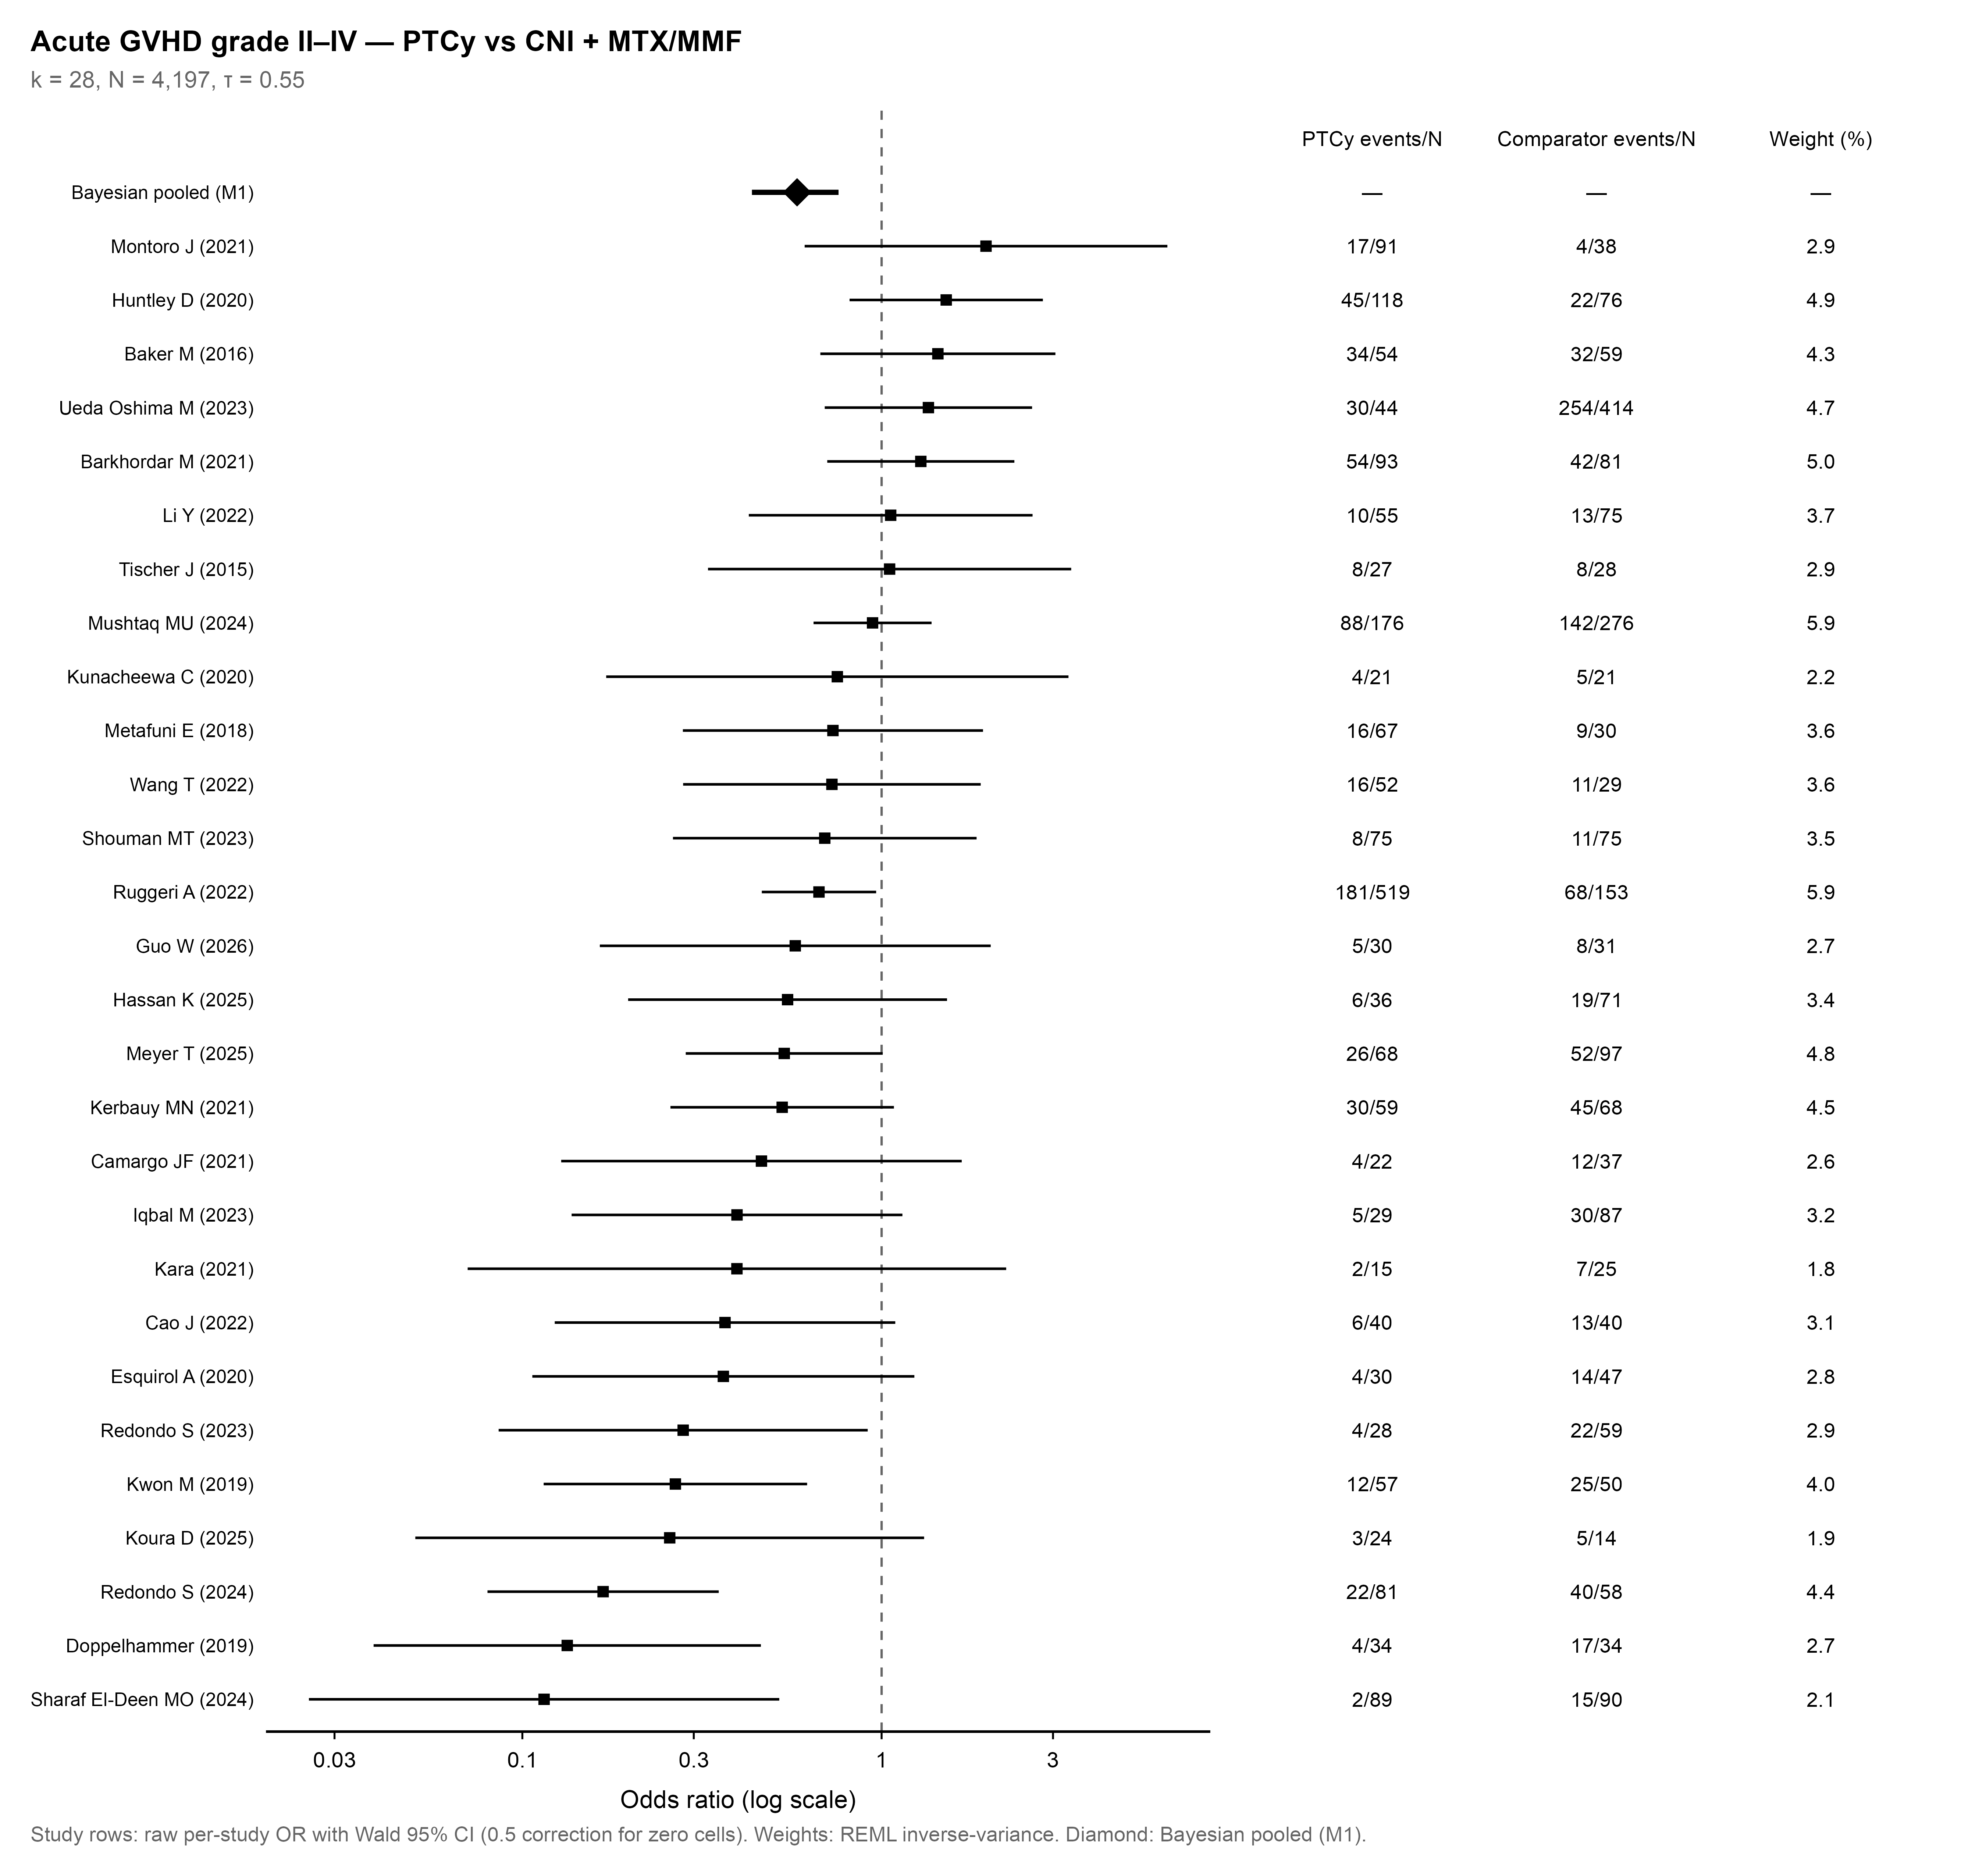 Acute GVHD grade II–IV — PTCy vs CNI + MTX/MMF
k = 28, N = 4,197, τ = 0.55
PTCy events/N Comparator events/N Weight (%)
Bayesian pooled (M1) — — —
Montoro J (2021) 17/91 4/38 2.9
Huntley D (2020) 45/118 22/76 4.9
Baker M (2016) 34/54 32/59 4.3
Ueda Oshima M (2023) 30/44 254/414 4.7
Barkhordar M (2021) 54/93 42/81 5.0
Li Y (2022) 10/55 13/75 3.7
Tischer J (2015) 8/27 8/28 2.9
Mushtaq MU (2024) 88/176 142/276 5.9
Kunacheewa C (2020) 4/21 5/21 2.2
Metafuni E (2018) 16/67 9/30 3.6
Wang T (2022) 16/52 11/29 3.6
Shouman MT (2023) 8/75 11/75 3.5
Ruggeri A (2022) 181/519 68/153 5.9
Guo W (2026) 5/30 8/31 2.7
Hassan K (2025) 6/36 19/71 3.4
Meyer T (2025) 26/68 52/97 4.8
Kerbauy MN (2021) 30/59 45/68 4.5
Camargo JF (2021) 4/22 12/37 2.6
Iqbal M (2023) 5/29 30/87 3.2
Kara (2021) 2/15 7/25 1.8
Cao J (2022) 6/40 13/40 3.1
Esquirol A (2020) 4/30 14/47 2.8
Redondo S (2023) 4/28 22/59 2.9
Kwon M (2019) 12/57 25/50 4.0
Koura D (2025) 3/24 5/14 1.9
Redondo S (2024) 22/81 40/58 4.4
Doppelhammer (2019) 4/34 17/34 2.7
Sharaf El-Deen MO (2024) 2/89 15/90 2.1
0.03 0.1 0.3 1 3
Odds ratio (log scale)
Study rows: raw per-study OR with Wald 95% CI (0.5 correction for zero cells). Weights: REML inverse-variance. Diamond: Bayesian pooled (M1).